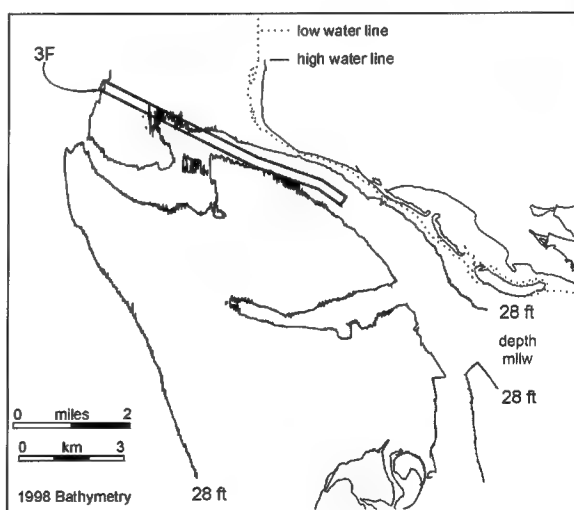 low water line
high water line
3F
28 ft
depth
mllw
28 ft
0 miles 2
0 km 3
1998 Bathymetry
28 ft